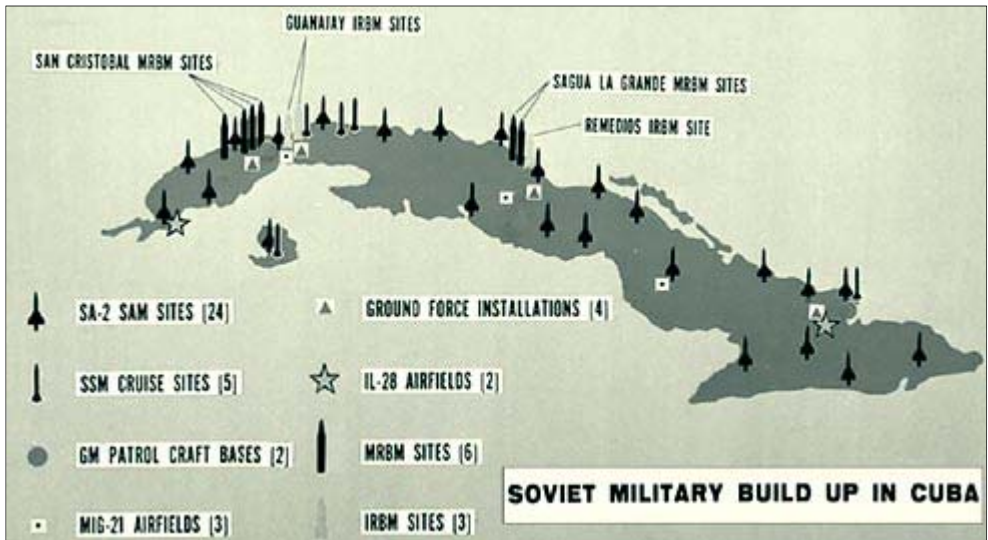 GUANAJAY IRBM SITES
SAN CRISTOBAL MRBM SITES
SAGUA LA GRANDE MRBM SITES
REMEDIOS IRBM SITE
SA-2 SAM SITES (24)
GROUND FORCE INSTALLATIONS (4)
SSM CRUISE SITES (5)
IL-28 AIRFIELDS (2)
GM PATROL CRAFT BASES (2)
MRBM SITES (6)
SOVIET MILITARY BUILD UP IN CUBA
MIG-21 AIRFIELDS (3)
IRBM SITES (3)